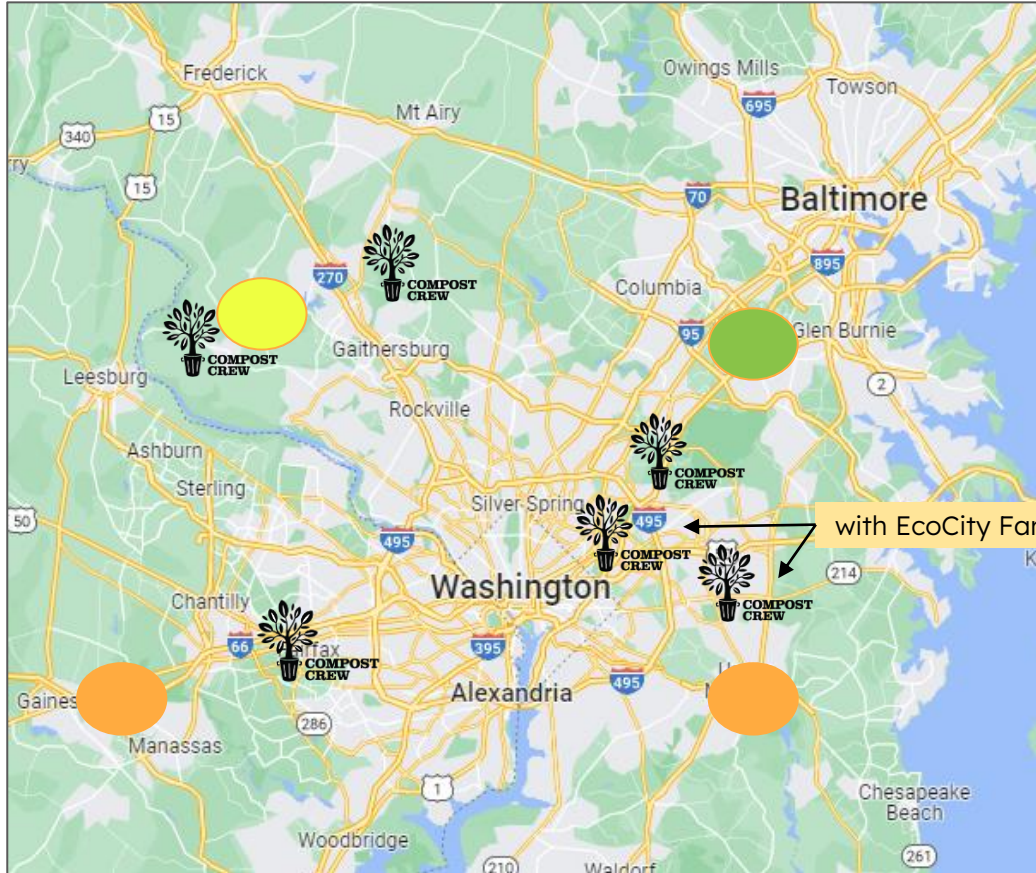 Owings Mills
Frederick
Towson
695
15
Mt Airy
340
70
Baltimore
15
895
270
COMPOST
CREW
Columbia
95
Glen Burnie
COMPOST
CREW
Gaithersburg
Leesburg
2
Rockville
Ashburn
COMPOST
CREW
Sterling
Silver Spring
50
495
495
with EcoCity
COMPOST
CREW
214
Washington
Chantilly
COMPOST
CREW
66
395
COMPOST
CREW
495
Alexandria
286
Manassas
1
Chesapeake
Beach
Woodbridge
261
210
Waldorf